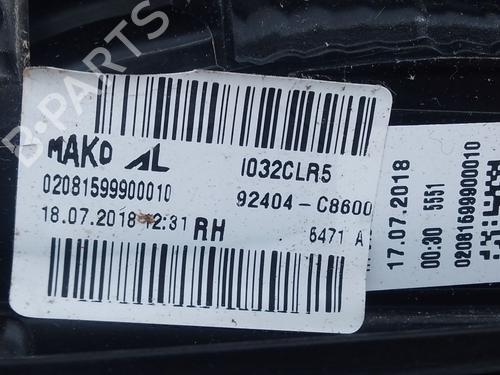 MAKO AL
I032CLR5
02081599900010
92404-C8600
18.07.2018 12:31
RH
6471 A
17.07.2018
00:30 5551
02081599900010
B-PARTS